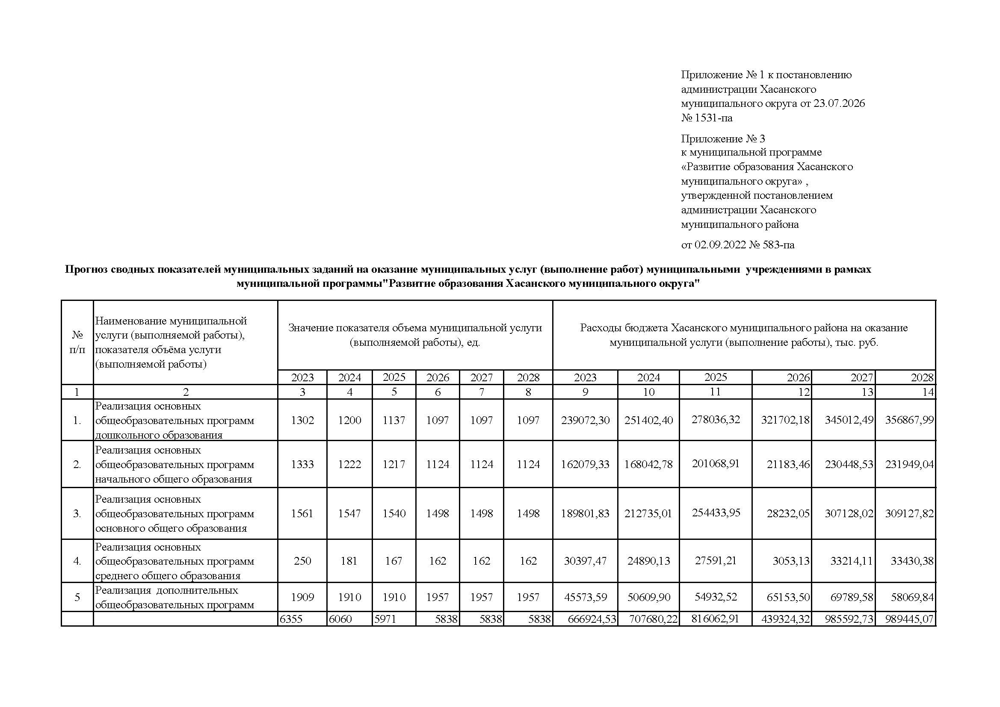 Приложение № 1 к постановлению
администрации Хасанского
муниципального округа от 23.07.2026
№ 1531-па
Приложение № 3
к муниципальной программе
«Развитие образования Хасанского
муниципального округа» ,
утвержденной постановлением
администрации Хасанского
муниципального района
от 02.09.2022 № 583-па
Прогноз сводных показателей муниципальных заданий на оказание муниципальных услуг (выполнение работ) муниципальными  учреждениями в рамках
муниципальной программы"Развитие образования Хасанского муниципального округа"
№
п/п
Наименование муниципальной
услуги (выполняемой работы),
показателя объёма услуги
(выполняемой работы)
Значение показателя объема муниципальной услуги
(выполняемой работы), ед.
Расходы бюджета Хасанского муниципального района на оказание
муниципальной услуги (выполнение работы), тыс. руб.
2023 2024 2025 2026 2027 2028 2023 2024 2025 2026 2027 2028
1 2 3 4 5 6 7 8 9 10 11 12 13 14
Реализация основных
общеобразовательных программ
дошкольного образования
1. 1302 1200 1137 1097 1097 1097 239072,30 251402,40 278036,32 321702,18 345012,49 356867,99
Реализация основных
общеобразовательных программ
начального общего образования
2. 1333 1222 1217 1124 1124 1124 162079,33 168042,78 201068,91 21183,46 230448,53 231949,04
Реализация основных
общеобразовательных программ
основного общего образования
3. 1561 1547 1540 1498 1498 1498 189801,83 212735,01 254433,95 28232,05 307128,02 309127,82
Реализация основных
общеобразовательных программ
среднего общего образования
4. 250 181 167 162 162 162 30397,47 24890,13 27591,21 3053,13 33214,11 33430,38
Реализация  дополнительных
общеобразовательных программ
5 1909 1910 1910 1957 1957 1957 45573,59 50609,90 54932,52 65153,50 69789,58 58069,84
6355 6060 5971 5838 5838 5838 666924,53 707680,22 816062,91 439324,32 985592,73 989445,07